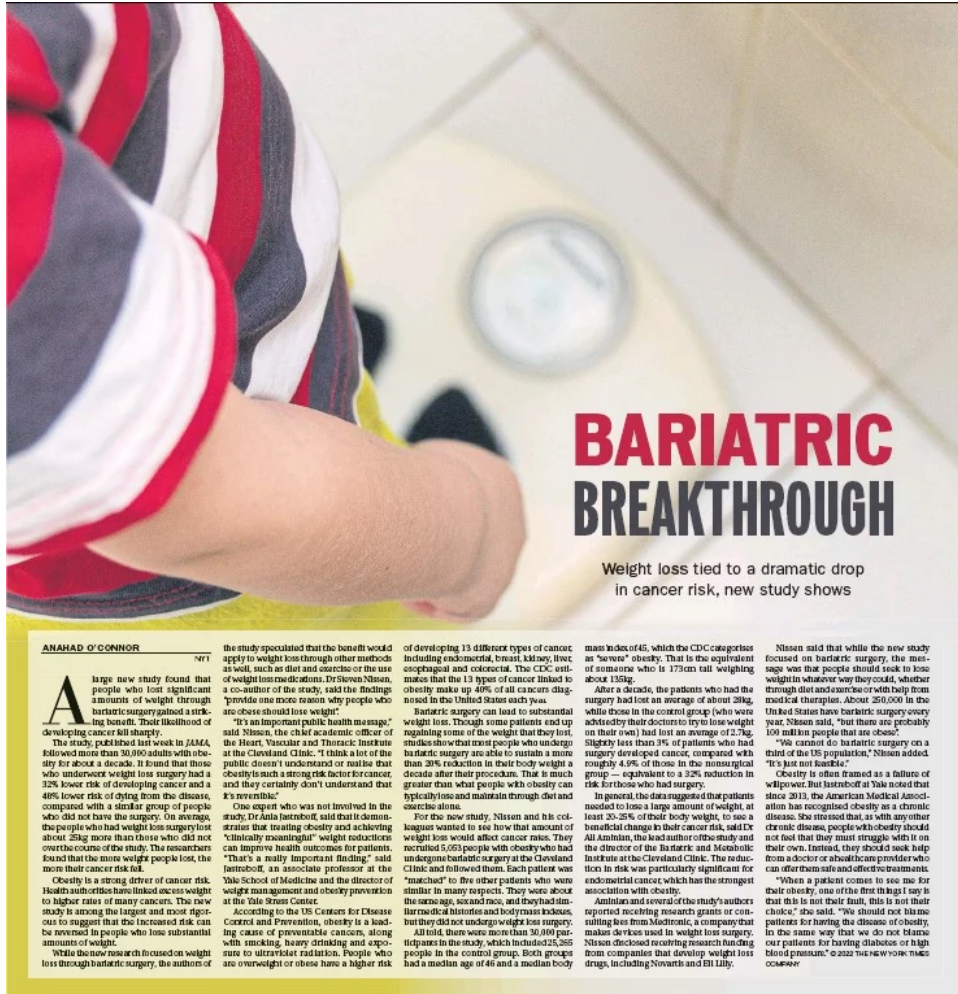 BARIATRIC
BREAKTHROUGH
Weight loss tied to a dramatic drop
in cancer risk, new study shows
ANAHAD O'CONNOR
NYT
A large new study found that
people who lost significant
amounts of weight through
bariatric surgery gained a strik-
ing benefit. Their likelihood of
developing cancer fell sharply.
The study, published last week in JAMA,
followed more than 30,000 adults with obe-
sity for about a decade. It found that those
who underwent weight loss surgery had a
32% lower risk of developing cancer and a
48% lower risk of dying from the disease,
compared with a similar group of people
who did not have the surgery. On average,
the people who had weight loss surgery lost
about 25kg more than those who did not
over the course of the study. The researchers
found that the more weight people lost, the
more their cancer risk fell.
Obesity is a strong driver of cancer risk.
Health authorities have linked excess weight
to higher rates of many cancers. The new
study is among the largest and most rigor-
ous to suggest that the increased risk can
be reversed in people who lose substantial
amounts of weight.
While the new research focused on weight
loss through bariatric surgery, the authors of
the study speculated that the benefit would
apply to weight loss through other methods
as well, such as diet and exercise or the use
of weight loss medications. Dr Steven Nissen,
a co-author of the study, said the findings
"provide one more reason why people who
are obese should lose weight".
"It's an important public health message,"
said Nissen, the chief academic officer of
the Heart, Vascular and Thoracic Institute
at the Cleveland Clinic. "I think a lot of the
public doesn't understand or realise that
obesity is such a strong risk factor for cancer,
and they certainly don't understand that
it's reversible."
One expert who was not involved in the
study, Dr Ania Jastreboff, said that it demon-
strates that treating obesity and achieving
"clinically meaningful" weight reductions
can improve health outcomes for patients.
"That's a really important finding," said
Jastreboff, an associate professor at the
Yale School of Medicine and the director of
weight management and obesity prevention
at the Yale Stress Center.
According to the US Centers for Disease
Control and Prevention, obesity is a lead-
ing cause of preventable cancers, along
with smoking, heavy drinking and expo-
sure to ultraviolet radiation. People who
are overweight or obese have a higher risk
of developing 13 different types of cancer,
including endometrial, breast, kidney, liver,
esophageal and colorectal. The CDC esti-
mates that the 13 types of cancer linked to
obesity make up 40% of all cancers diag-
nosed in the United States each year.
Bariatric surgery can lead to substantial
weight loss. Though some patients end up
regaining some of the weight that they lost,
studies show that most people who undergo
bariatric surgery are able to sustain a more
than 20% reduction in their body weight a
decade after their procedure. That is much
greater than what people with obesity can
typically lose and maintain through diet and
exercise alone.
For the new study, Nissen and his col-
leagues wanted to see how that amount of
weight loss would affect cancer rates. They
recruited 5,053 people with obesity who had
undergone bariatric surgery at the Cleveland
Clinic and followed them. Each patient was
"matched" to five other patients who were
similar in many respects. They were about
the same age, sex and race, and they had sim-
ilar medical histories and body mass indexes,
but they did not undergo weight loss surgery.
All told, there were more than 30,000 par-
ticipants in the study, which included 25,265
people in the control group. Both groups
had a median age of 46 and a median body
mass index of 45, which the CDC categorises
as "severe" obesity. That is the equivalent
of someone who is 173cm tall weighing
about 135kg.
After a decade, the patients who had the
surgery had lost an average of about 28kg,
while those in the control group (who were
advised by their doctors to try to lose weight
on their own) had lost an average of 2.7kg.
Slightly less than 3% of patients who had
surgery developed cancer, compared with
roughly 4.9% of those in the nonsurgical
group — equivalent to a 32% reduction in
risk for those who had surgery.
In general, the data suggested that patients
needed to lose a large amount of weight, at
least 20-25% of their body weight, to see a
beneficial change in their cancer risk, said Dr
Ali Aminian, the lead author of the study and
the director of the Bariatric and Metabolic
Institute at the Cleveland Clinic. The reduc-
tion in risk was particularly significant for
endometrial cancer, which has the strongest
association with obesity.
Aminian and several of the study's authors
reported receiving research grants or con-
sulting fees from Medtronic, a company that
makes devices used in weight loss surgery.
Nissen disclosed receiving research funding
from companies that develop weight loss
drugs, including Novartis and Eli Lilly.
Nissen said that while the new study
focused on bariatric surgery, the mes-
sage was that people should seek to lose
weight in whatever way they could, whether
through diet and exercise or with help from
medical therapies. About 250,000 in the
United States have bariatric surgery every
year, Nissen said, "but there are probably
100 million people that are obese".
"We cannot do bariatric surgery on a
third of the US population," Nissen added.
"It's just not feasible."
Obesity is often framed as a failure of
willpower. But Jastreboff at Yale noted that
since 2013, the American Medical Associ-
ation has recognised obesity as a chronic
disease. She stressed that, as with any other
chronic disease, people with obesity should
not feel that they must struggle with it on
their own. Instead, they should seek help
from a doctor or a healthcare provider who
can offer them safe and effective treatments.
"When a patient comes to see me for
their obesity, one of the first things I say is
that this is not their fault, this is not their
choice," she said. "We should not blame
patients for having the disease of obesity,
in the same way that we do not blame
our patients for having diabetes or high
blood pressure." © 2022 THE NEW YORK TIMES
COMPANY